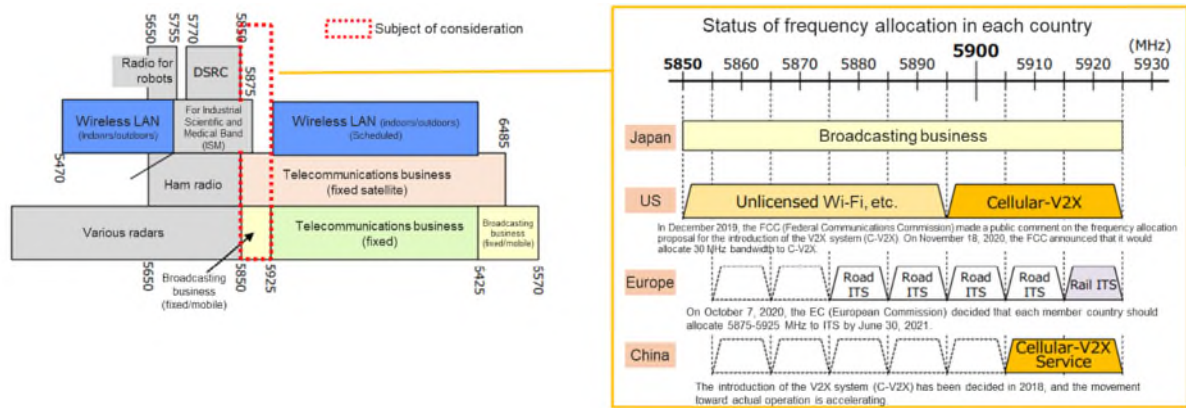 5650
5755
5770
5850
Subject of consideration
Radio for
robots
DSRC
5875
Wireless LAN
(Indoors/outdoors)
For Industrial
Scientific and
Medical Band
(ISM)
Wireless LAN (indoors/outdoors)
(Scheduled)
6485
5470
Ham radio
Telecommunications business
(fixed satellite)
Various radars
Telecommunications business
(fixed)
Broadcasting
business
(fixed/mobile)
5650
Broadcasting
business
(fixed/mobile)
5850
5925
5425
5570
Status of frequency allocation in each country
5900
(MHz)
5850 5860 5870 5880 5890 5910 5920 5930
Japan
Broadcasting business
US
Unlicensed Wi-Fi, etc.
Cellular-V2X
In December 2019, the FCC (Federal Communications Commission) made a public comment on the frequency allocation
proposal for the introduction of the V2X system (C-V2X). On November 18, 2020, the FCC announced that it would
allocate 30 MHz bandwidth to C-V2X.
Europe
Road
ITS
Road
ITS
Road
ITS
Road
ITS
Rail ITS
On October 7, 2020, the EC (European Commission) decided that each member country should
allocate 5875-5925 MHz to ITS by June 30, 2021.
China
Cellular-V2X
Service
The introduction of the V2X system (C-V2X) has been decided in 2018, and the movement
toward actual operation is accelerating.